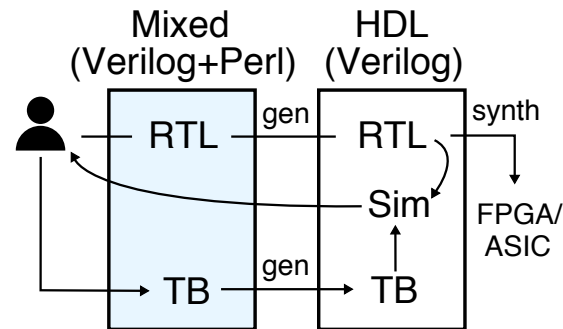 Mixed
(Verilog+Perl)
HDL
(Verilog)
RTL
gen
RTL
synth
Sim
FPGA/
ASIC
TB
gen
TB